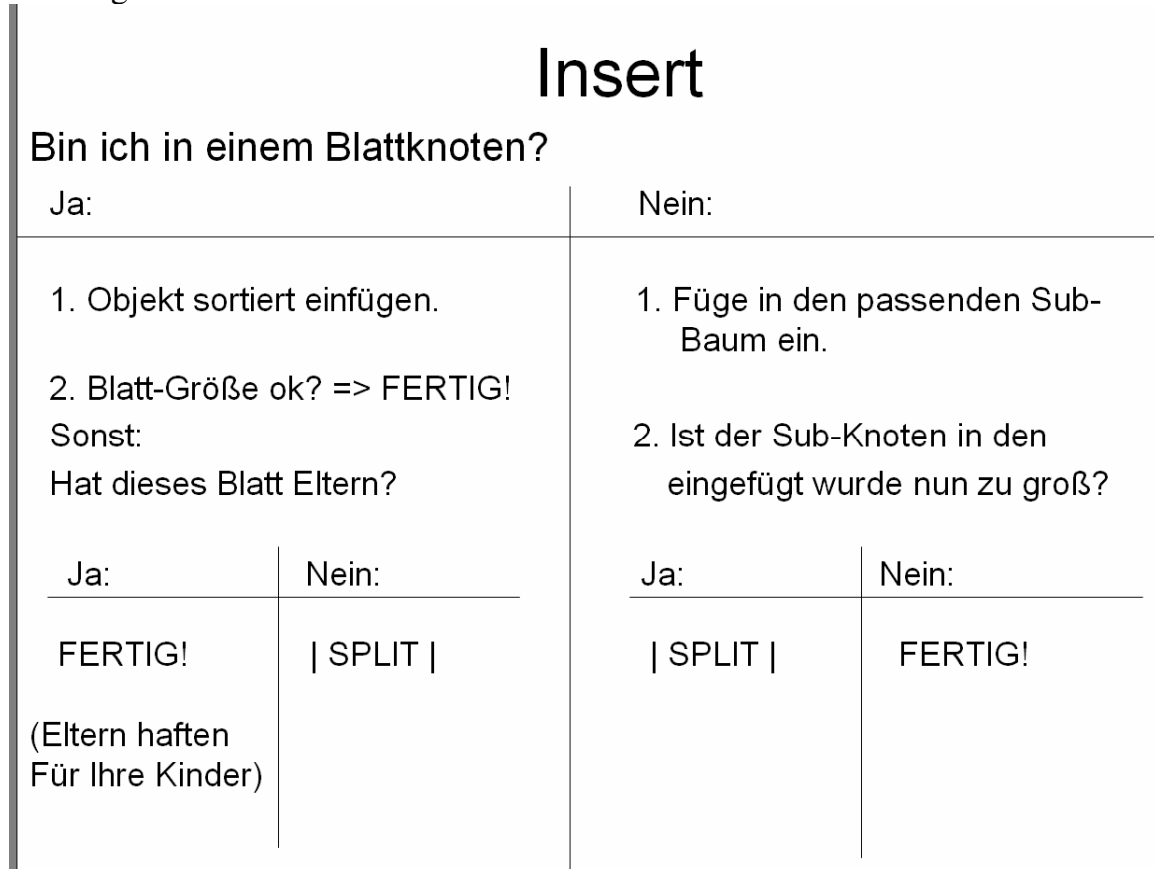 Insert
Bin ich in einem Blattknoten?
Ja:
1. Objekt sortiert einfügen.
2. Blatt-Größe ok? => FERTIG!
Sonst:
Hat dieses Blatt Eltern?
Ja:
FERTIG!
(Eltern haften
Für Ihre Kinder)
Nein:
| SPLIT |
Nein:
1. Füge in den passenden Sub-
Baum ein.
2. Ist der Sub-Knoten in den
eingefügt wurde nun zu groß?
Ja:
| SPLIT |
Nein:
FERTIG!